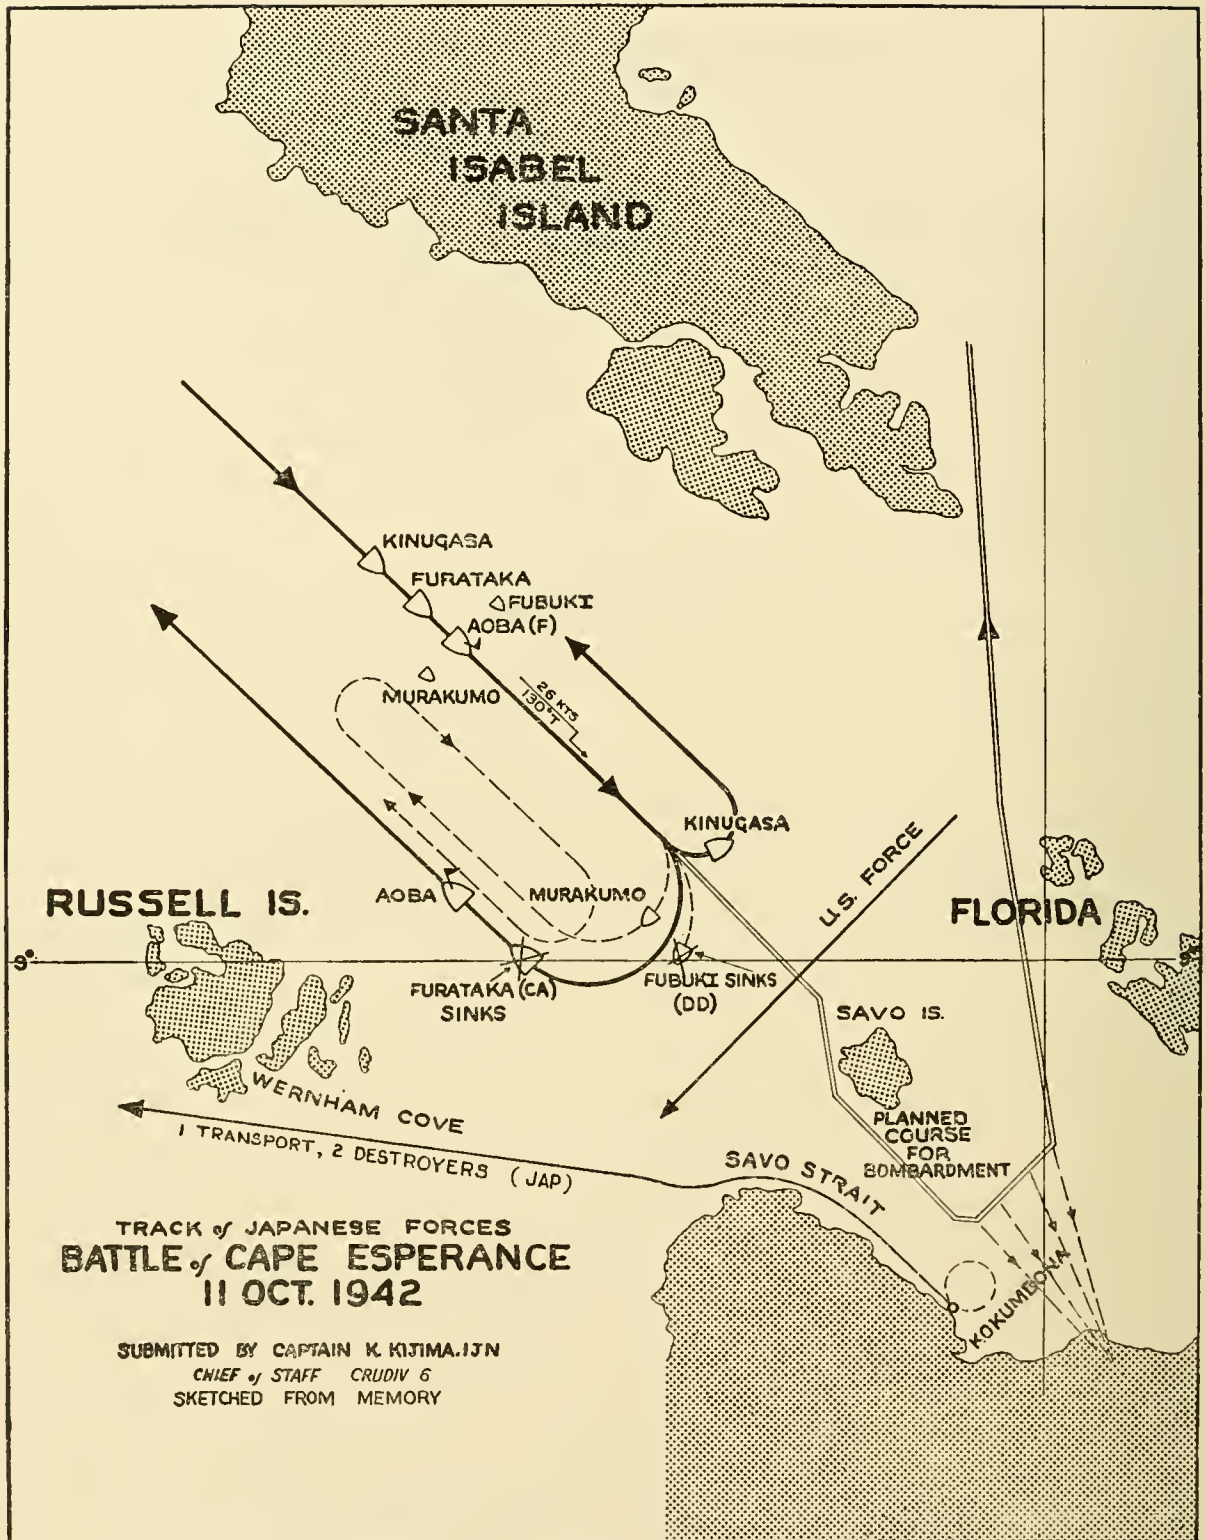 SANTA
ISABEL
ISLAND
KINUGASA
FURATAKA
FUBUKI
AOBA (F)
MURAKUMO
26 KTS
130°T
KINUGASA
U.S. FORCE
RUSSELL IS.
AOBA
MURAKUMO
FLORIDA
9°
FURATAKA (CA)
SINKS
FUBUKI SINKS
(DD)
SAVO IS.
WERNHAM COVE
1 TRANSPORT, 2 DESTROYERS (JAP)
PLANNED
COURSE
FOR
BOMBARDMENT
SAVO STRAIT
KOKUMBONA
TRACK of JAPANESE FORCES
BATTLE of CAPE ESPERANCE
11 OCT. 1942
SUBMITTED BY CAPTAIN K. KIJIMA.IJN
CHIEF of STAFF CRUDIV 6
SKETCHED FROM MEMORY